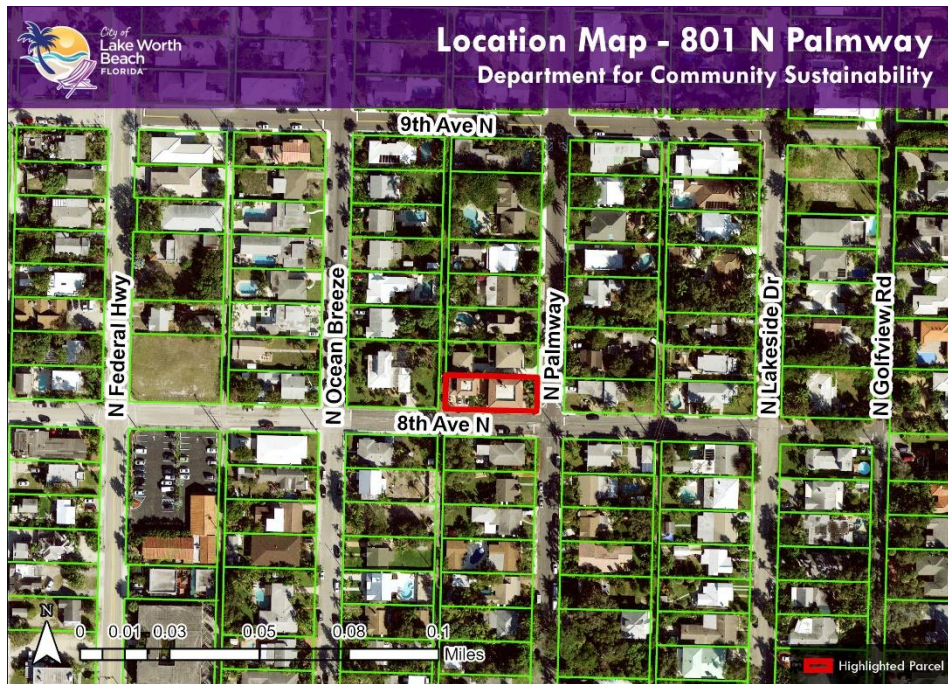 City of
Lake Worth
Beach
FLORIDA
Location Map - 801 N Palmway
Department for Community Sustainability
9th Ave N
N Federal Hwy
N Ocean Breeze
N Palmway
N Lakeside Dr
N Golfview Rd
8th Ave N
N
0 0.01 0.03 0.05 0.08 0.1
Miles
Highlighted Parcel